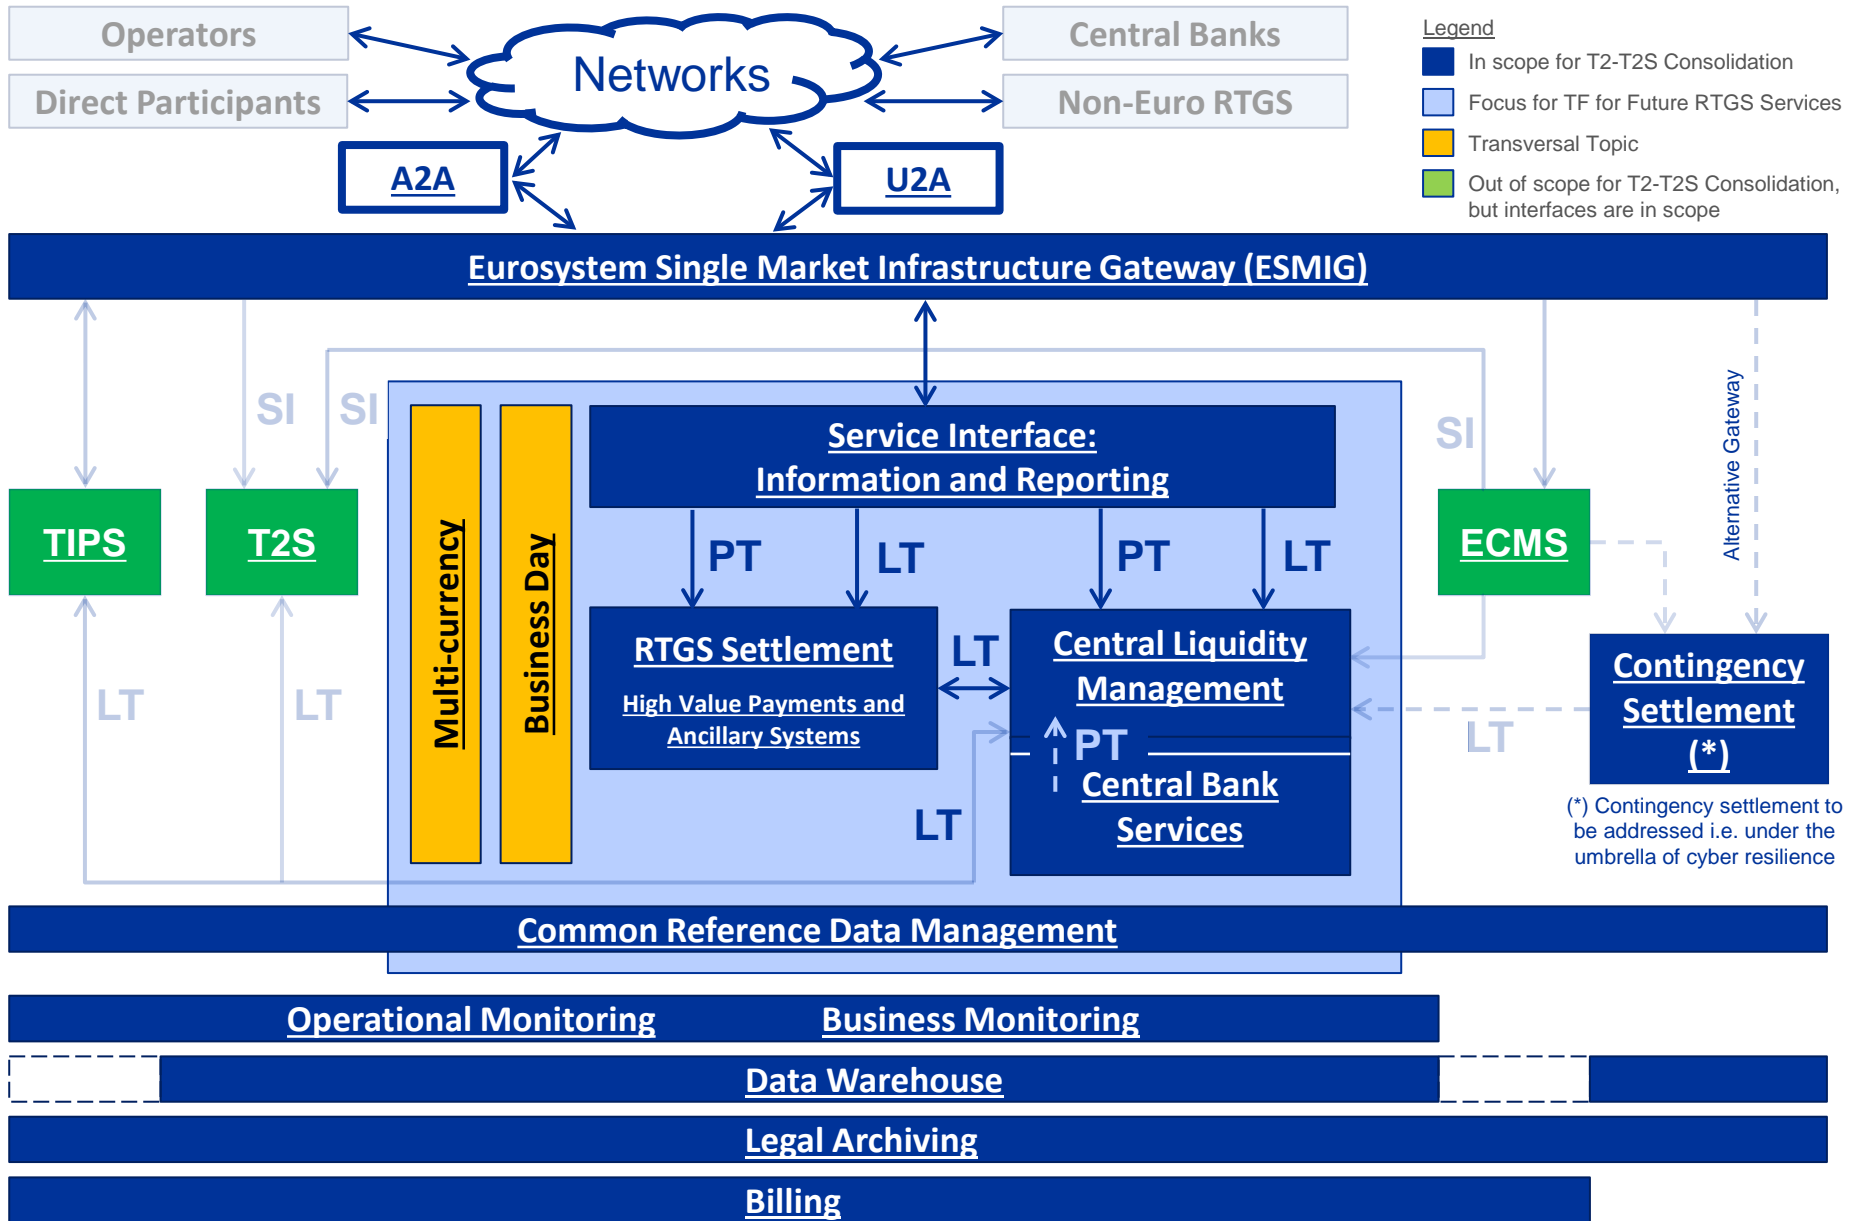 Operators
Direct Participants
Networks
Central Banks
Non-Euro RTGS
Legend
In scope for T2-T2S Consolidation
Focus for TF for Future RTGS Services
Transversal Topic
Out of scope for T2-T2S Consolidation,
but interfaces are in scope
A2A
U2A
Eurosystem Single Market Infrastructure Gateway (ESMIG)
SI
SI
SI
Alternative Gateway
Multi-currency
Business Day
Service Interface:
Information and Reporting
TIPS
T2S
ECMS
PT
LT
PT
LT
RTGS Settlement
High Value Payments and
Ancillary Systems
LT
Central Liquidity
Management
PT
Central Bank
Services
Contingency
Settlement
(*)
LT
LT
LT
LT
(*) Contingency settlement to
be addressed i.e. under the
umbrella of cyber resilience
Common Reference Data Management
Operational Monitoring
Business Monitoring
Data Warehouse
Legal Archiving
Billing